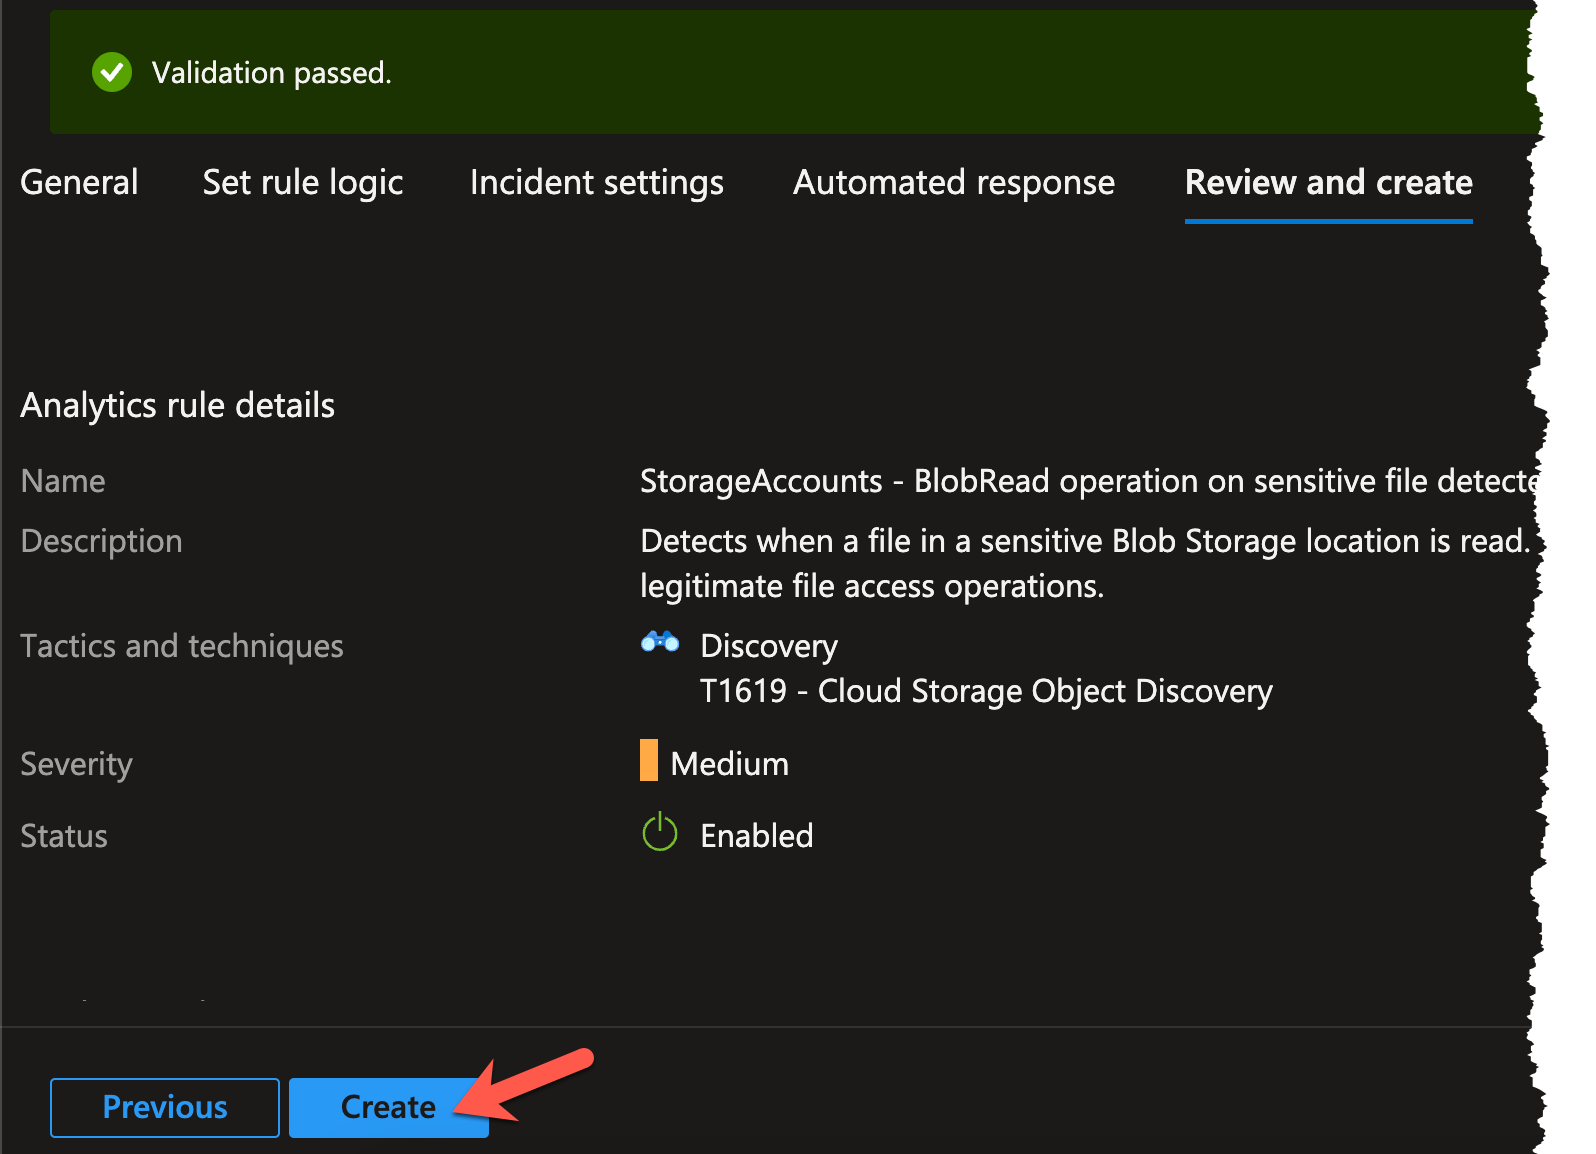 Validation passed.
General Set rule logic Incident settings Automated response Review and create
Analytics rule details
Name StorageAccounts - BlobRead operation on sensitive file detecte
Description Detects when a file in a sensitive Blob Storage location is read.
legitimate file access operations.
Tactics and techniques Discovery
T1619 - Cloud Storage Object Discovery
Severity Medium
Status Enabled
Previous Create